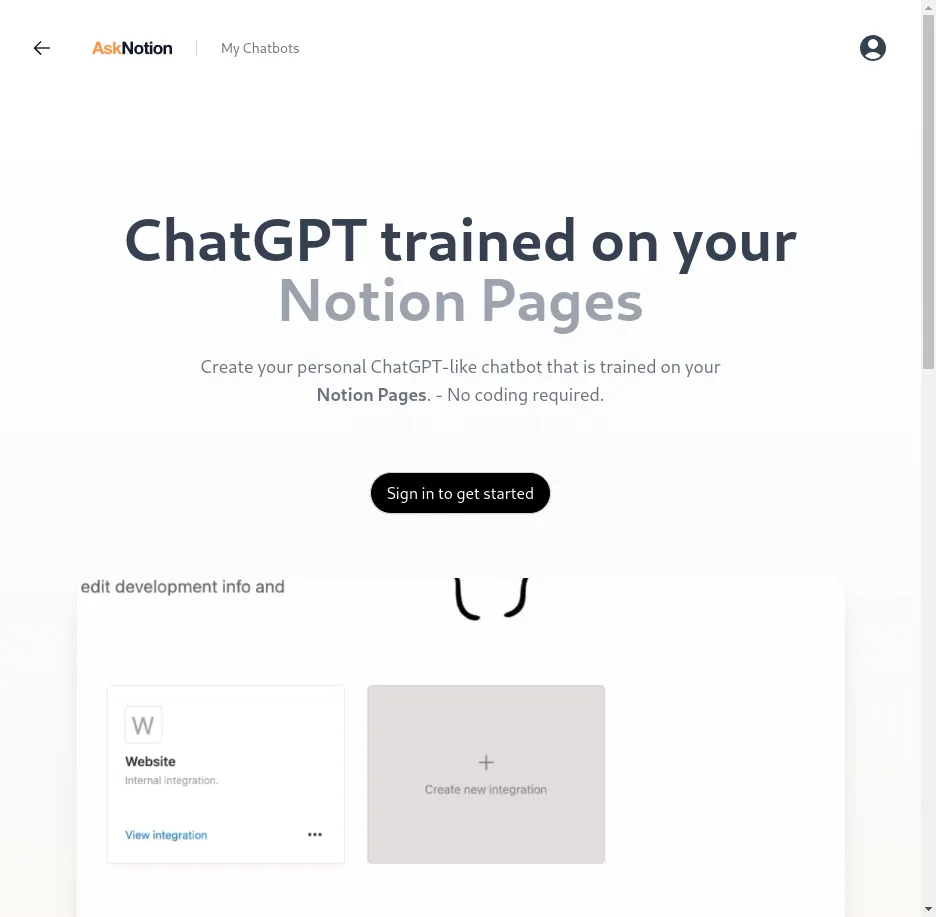 AskNotion
My Chatbots
ChatGPT trained on your
Notion Pages
Create your personal ChatGPT-like chatbot that is trained on your
Notion Pages. - No coding required.
Sign in to get started
edit development info and
W
Website
Internal integration.
View integration
Create new integration